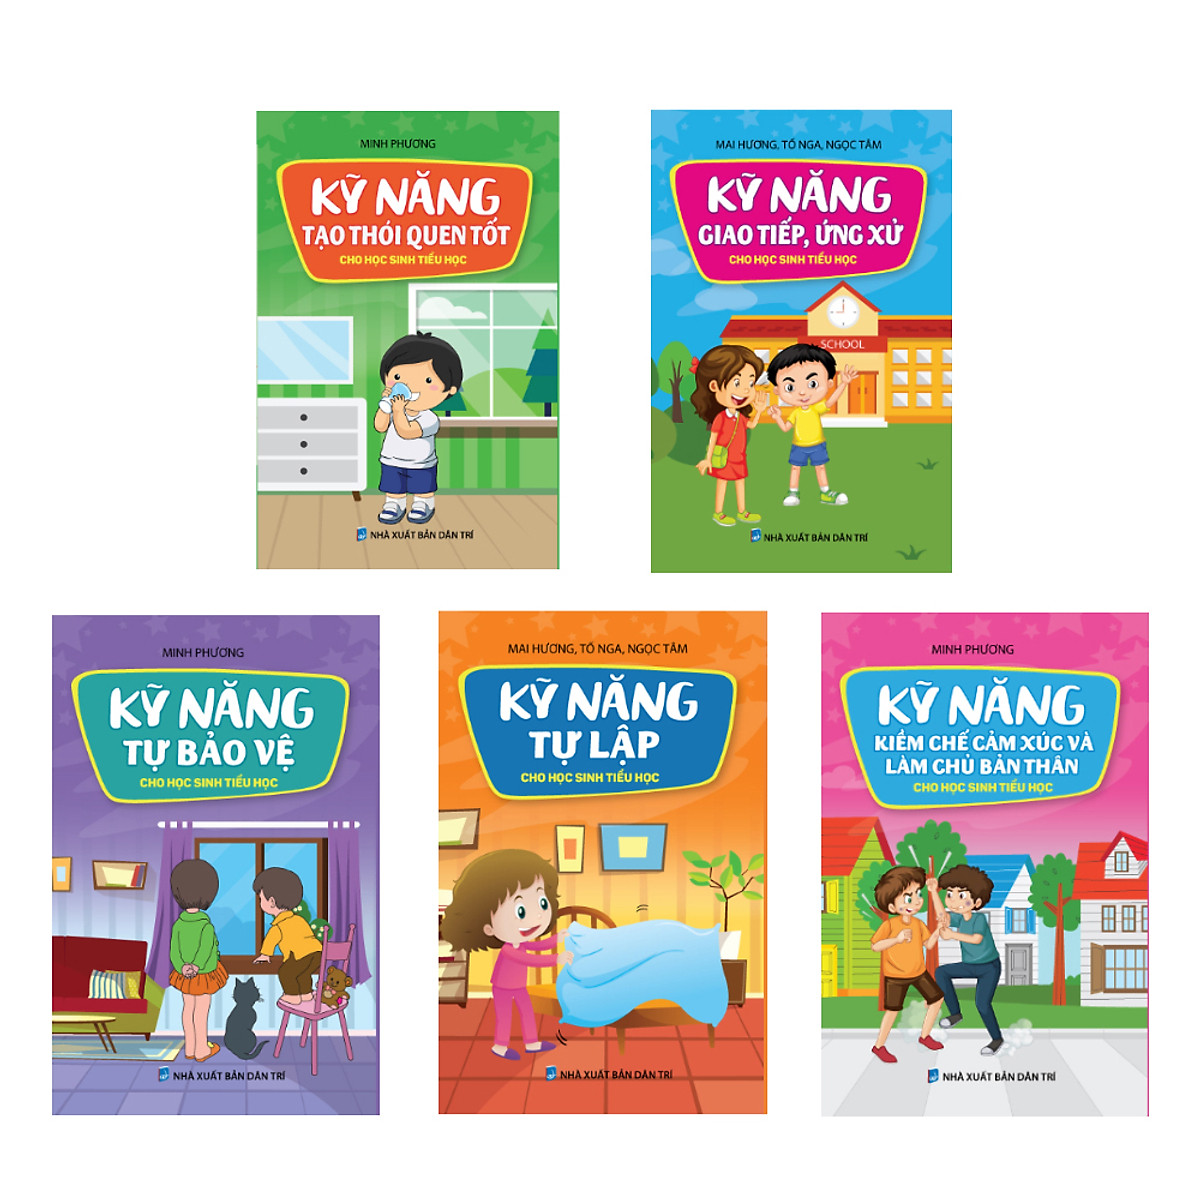 MINH PHƯƠNG
KỸ NĂNG
TẠO THÓI QUEN TỐT
CHO HỌC SINH TIỂU HỌC
NHÀ XUẤT BẢN DÂN TRÍ
MAI HƯƠNG, TỐ NGA, NGỌC TÂM
KỸ NĂNG
GIAO TIẾP, ỨNG XỬ
CHO HỌC SINH TIỂU HỌC
SCHOOL
NHÀ XUẤT BẢN DÂN TRÍ
MINH PHƯƠNG
KỸ NĂNG
TỰ BẢO VỆ
CHO HỌC SINH TIỂU HỌC
NHÀ XUẤT BẢN DÂN TRÍ
MAI HƯƠNG, TỐ NGA, NGỌC TÂM
KỸ NĂNG
TỰ LẬP
CHO HỌC SINH TIỂU HỌC
NHÀ XUẤT BẢN DÂN TRÍ
MINH PHƯƠNG
KỸ NĂNG
KIỀM CHẾ CẢM XÚC VÀ
LÀM CHỦ BẢN THÂN
CHO HỌC SINH TIỂU HỌC
NHÀ XUẤT BẢN DÂN TRÍ